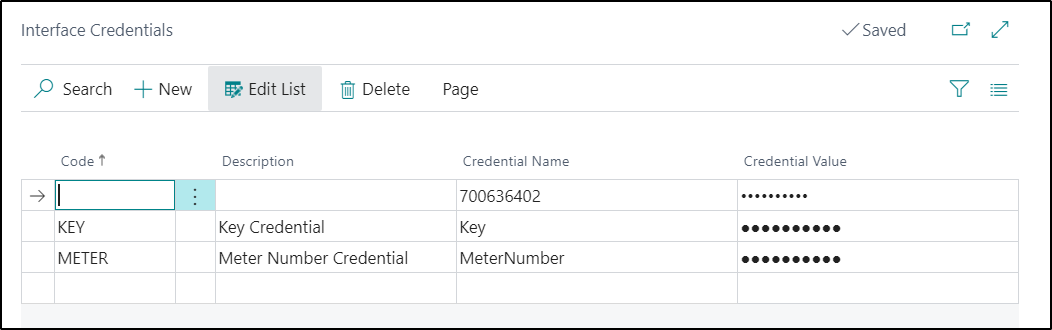 Interface Credentials Saved
Search New Edit List Delete Page
Code ↑ Description Credential Name Credential Value
700636402 ••••••••••
KEY Key Credential Key ●●●●●●●●●●
METER Meter Number Credential MeterNumber ●●●●●●●●●●